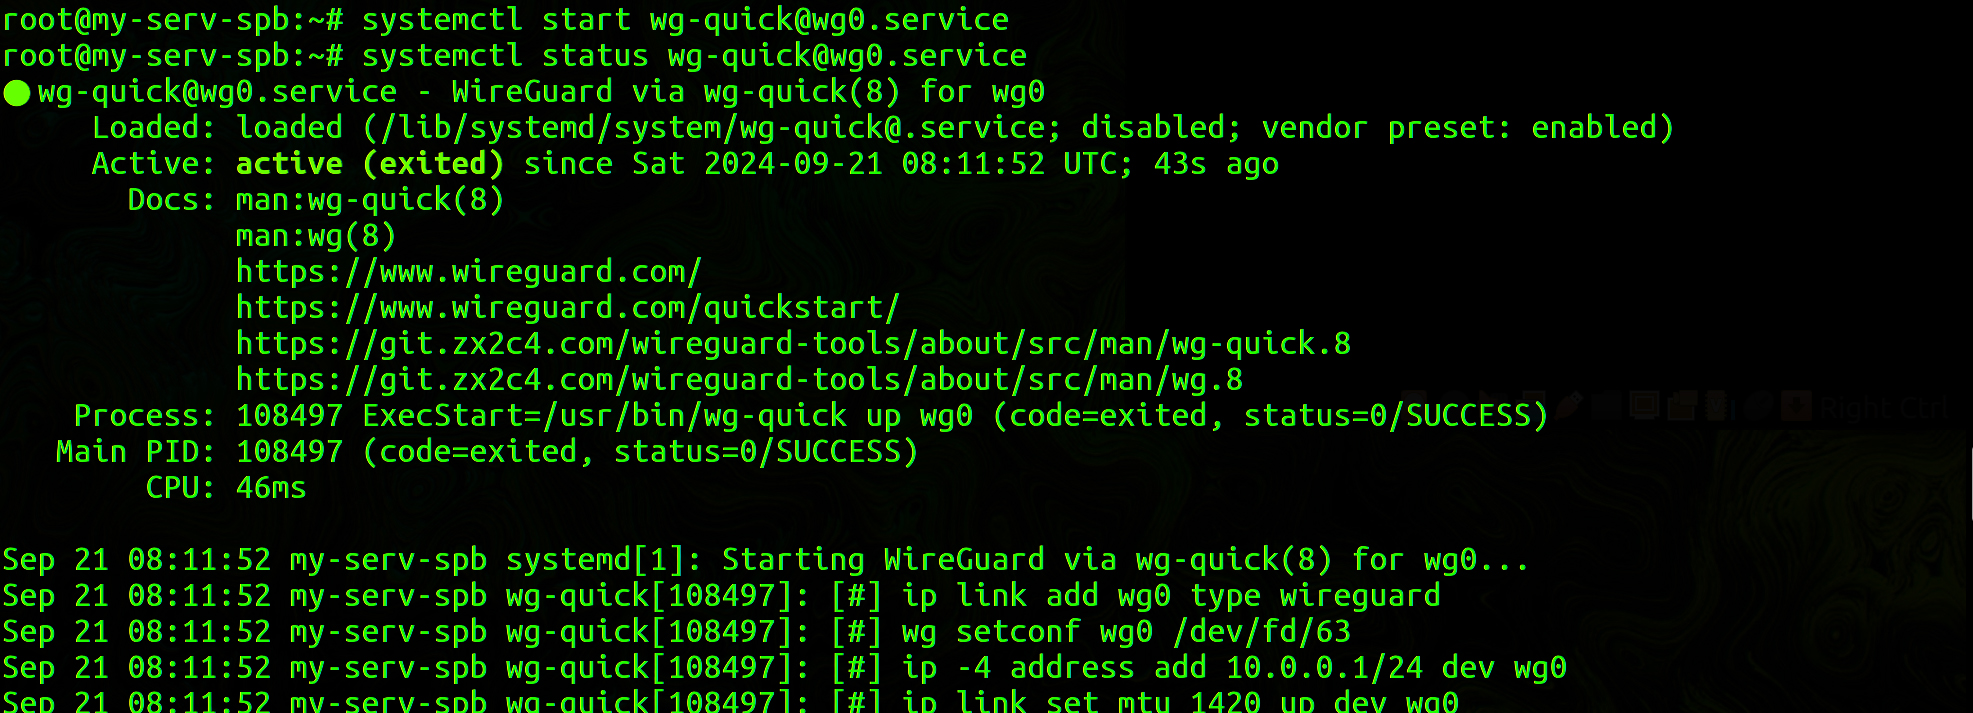 root@my-serv-spb:~# systemctl start wg-quick@wg0.service
root@my-serv-spb:~# systemctl status wg-quick@wg0.service
● wg-quick@wg0.service - WireGuard via wg-quick(8) for wg0
     Loaded: loaded (/lib/systemd/system/wg-quick@.service; disabled; vendor preset: enabled)
     Active: active (exited) since Sat 2024-09-21 08:11:52 UTC; 43s ago
       Docs: man:wg-quick(8)
             man:wg(8)
             https://www.wireguard.com/
             https://www.wireguard.com/quickstart/
             https://git.zx2c4.com/wireguard-tools/about/src/man/wg-quick.8
             https://git.zx2c4.com/wireguard-tools/about/src/man/wg.8
    Process: 108497 ExecStart=/usr/bin/wg-quick up wg0 (code=exited, status=0/SUCCESS)
   Main PID: 108497 (code=exited, status=0/SUCCESS)
        CPU: 46ms
Sep 21 08:11:52 my-serv-spb systemd[1]: Starting WireGuard via wg-quick(8) for wg0...
Sep 21 08:11:52 my-serv-spb wg-quick[108497]: [#] ip link add wg0 type wireguard
Sep 21 08:11:52 my-serv-spb wg-quick[108497]: [#] wg setconf wg0 /dev/fd/63
Sep 21 08:11:52 my-serv-spb wg-quick[108497]: [#] ip -4 address add 10.0.0.1/24 dev wg0
Sep 21 08:11:52 my-serv-spb wg-quick[108497]: [#] ip link set mtu 1420 up dev wg0